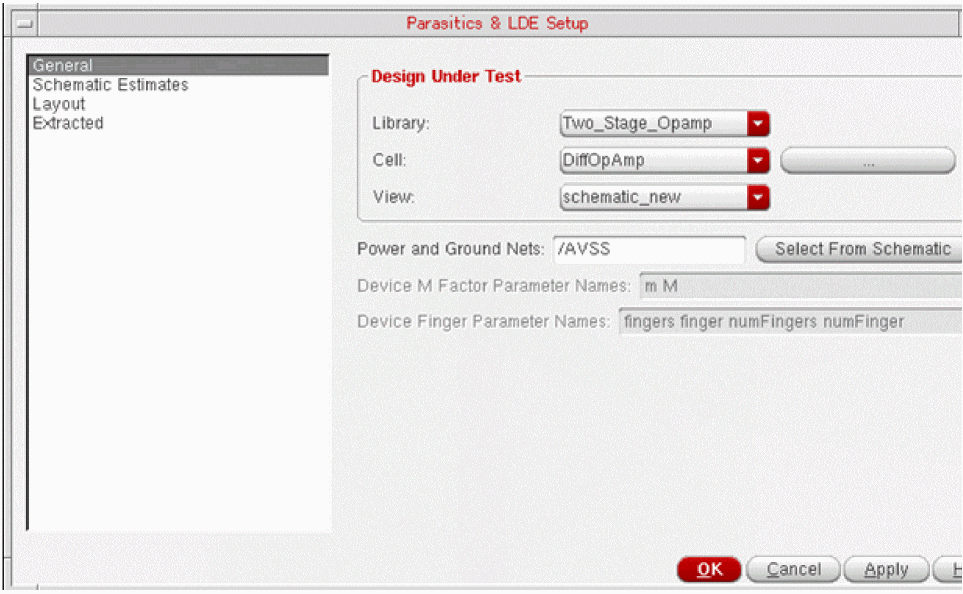 Parasitics & LDE Setup
General
Schematic Estimates
Layout
Extracted
Design Under Test
Library: Two_Stage_Opamp
Cell: DiffOpAmp ...
View: schematic_new
Power and Ground Nets: /AVSS Select From Schematic
Device M Factor Parameter Names: m M
Device Finger Parameter Names: fingers finger numFingers numFinger
OK Cancel Apply H